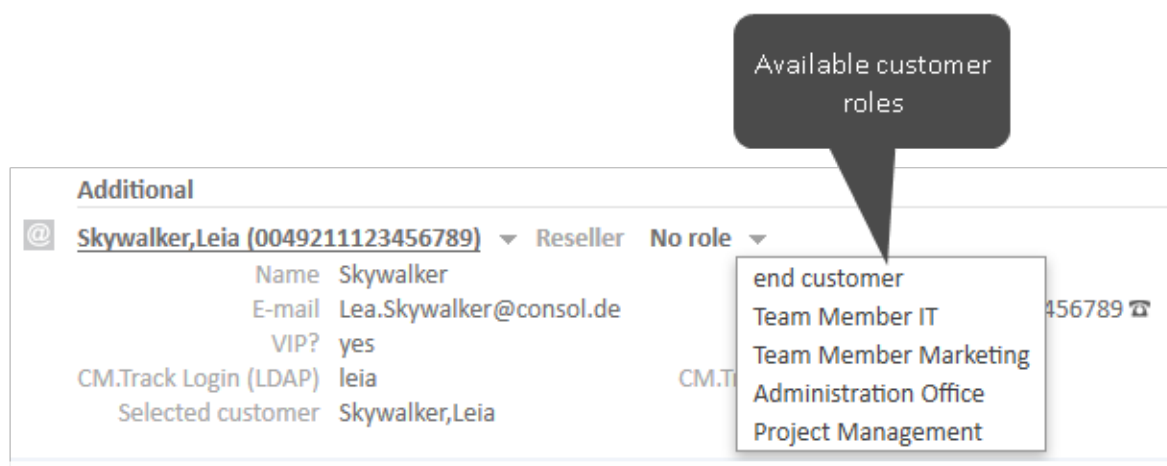 Available customer
roles
Additional
@ Skywalker,Leia (0049211123456789) Reseller No role
Name Skywalker
end customer
E-mail Lea.Skywalker@consol.de
Team Member IT
456789
VIP? yes
Team Member Marketing
CM.Track Login (LDAP) leia
CM.T
Administration Office
Selected customer Skywalker,Leia
Project Management